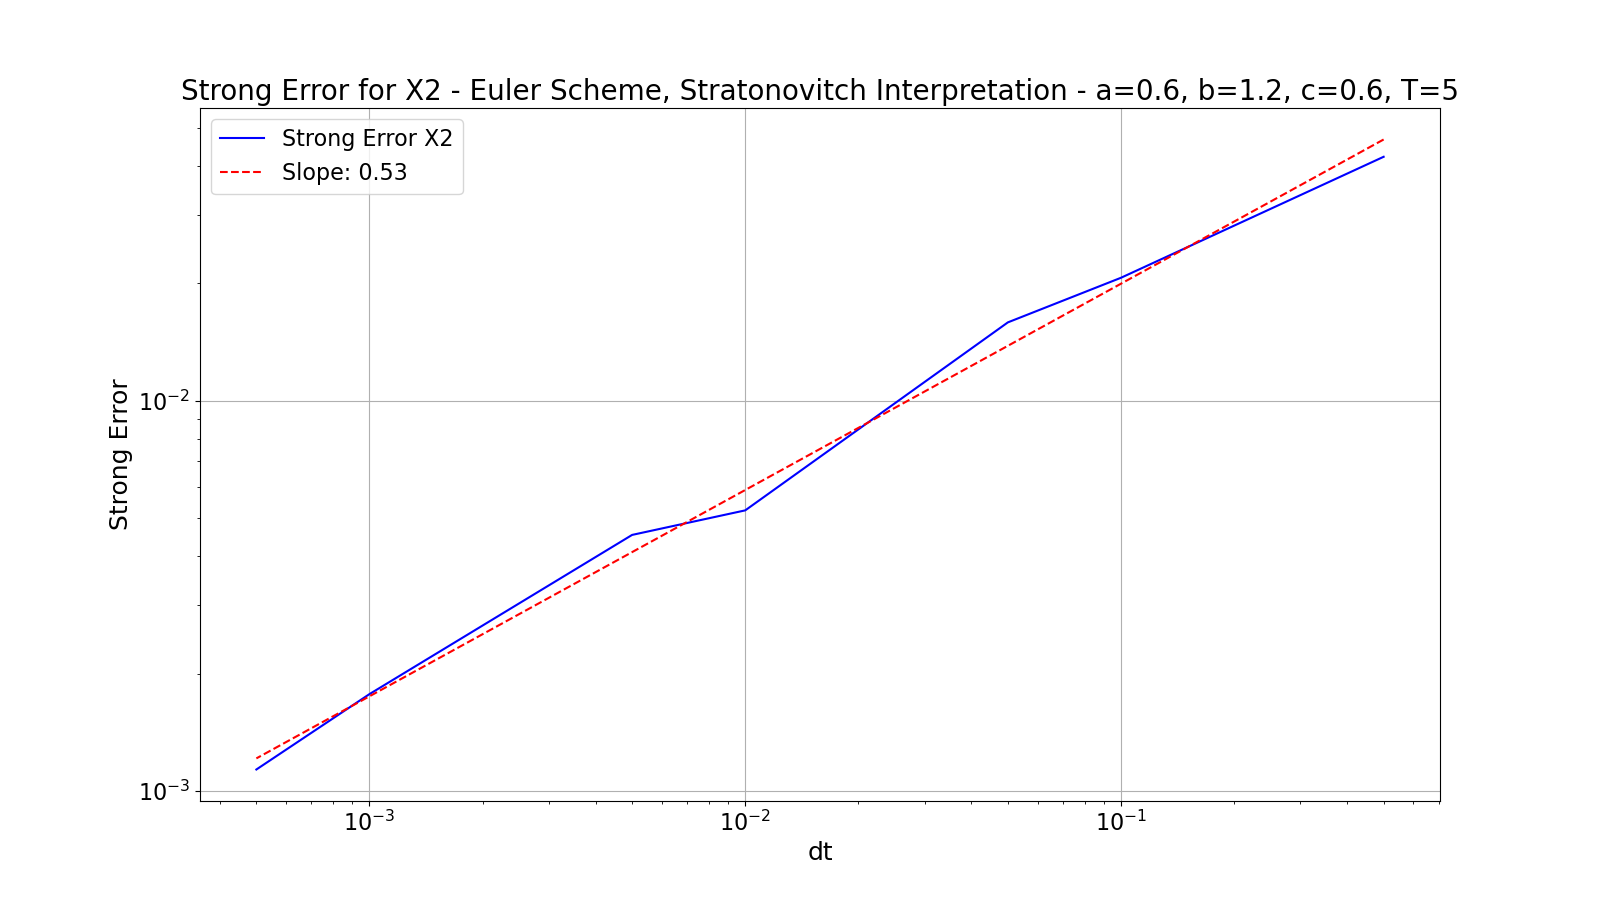 Strong Error for X2 - Euler Scheme, Stratonovitch Interpretation - a=0.6, b=1.2, c=0.6, T=5
Strong Error X2
Slope: 0.53
Strong Error
10⁻²
10⁻³
10⁻³ 10⁻² 10⁻¹
dt